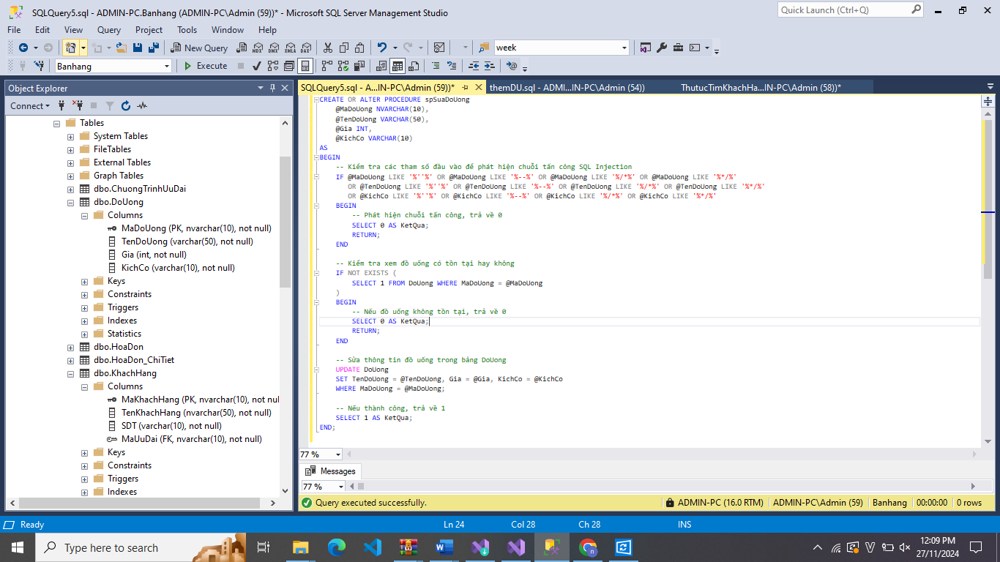 SQLQuery5.sql - ADMIN-PC.Banhang (ADMIN-PC\Admin (59))* - Microsoft SQL Server Management Studio
Quick Launch (Ctrl+Q)
File Edit View Query Project Tools Window Help
New Query
MDX DMX XMLA DAX
week
Banhang
Execute
Object Explorer
Connect
Tables
System Tables
FileTables
External Tables
Graph Tables
dbo.ChuongTrinhUuDai
dbo.DoUong
Columns
MaDoUong (PK, nvarchar(10), not null)
TenDoUong (varchar(50), not null)
Gia (int, not null)
KichCo (varchar(10), not null)
Keys
Constraints
Triggers
Indexes
Statistics
dbo.HoaDon
dbo.HoaDon_ChiTiet
dbo.KhachHang
Columns
MaKhachHang (PK, nvarchar(10), not nul
TenKhachHang (nvarchar(50), not null)
SDT (varchar(10), not null)
MaUuDai (FK, nvarchar(10), not null)
Keys
Constraints
Triggers
Indexes
SQLQuery5.sql - A...IN-PC\Admin (59))*
themDU.sql - ADMI...IN-PC\Admin (54))
ThutucTimKhachHa...IN-PC\Admin (58))*
CREATE OR ALTER PROCEDURE spSuaDoUong
@MaDoUong NVARCHAR(10),
@TenDoUong VARCHAR(50),
@Gia INT,
@KichCo VARCHAR(10)
AS
BEGIN
-- Kiểm tra các tham số đầu vào để phát hiện chuỗi tấn công SQL Injection
IF @MaDoUong LIKE '%''%' OR @MaDoUong LIKE '%--%' OR @MaDoUong LIKE '%/*%' OR @MaDoUong LIKE '%*/%'
OR @TenDoUong LIKE '%''%' OR @TenDoUong LIKE '%--%' OR @TenDoUong LIKE '%/*%' OR @TenDoUong LIKE '%*/%'
OR @KichCo LIKE '%''%' OR @KichCo LIKE '%--%' OR @KichCo LIKE '%/*%' OR @KichCo LIKE '%*/%'
BEGIN
-- Phát hiện chuỗi tấn công, trả về 0
SELECT 0 AS KetQua;
RETURN;
END
-- Kiểm tra xem đồ uống có tồn tại hay không
IF NOT EXISTS (
SELECT 1 FROM DoUong WHERE MaDoUong = @MaDoUong
)
BEGIN
-- Nếu đồ uống không tồn tại, trả về 0
SELECT 0 AS KetQua;
RETURN;
END
-- Sửa thông tin đồ uống trong bảng DoUong
UPDATE DoUong
SET TenDoUong = @TenDoUong, Gia = @Gia, KichCo = @KichCo
WHERE MaDoUong = @MaDoUong;
-- Nếu thành công, trả về 1
SELECT 1 AS KetQua;
END;
77 %
Messages
77 %
Query executed successfully.
ADMIN-PC (16.0 RTM) ADMIN-PC\Admin (59) Banhang 00:00:00 0 rows
Ready Ln 24 Col 28 Ch 28 INS
Type here to search
12:09 PM
27/11/2024